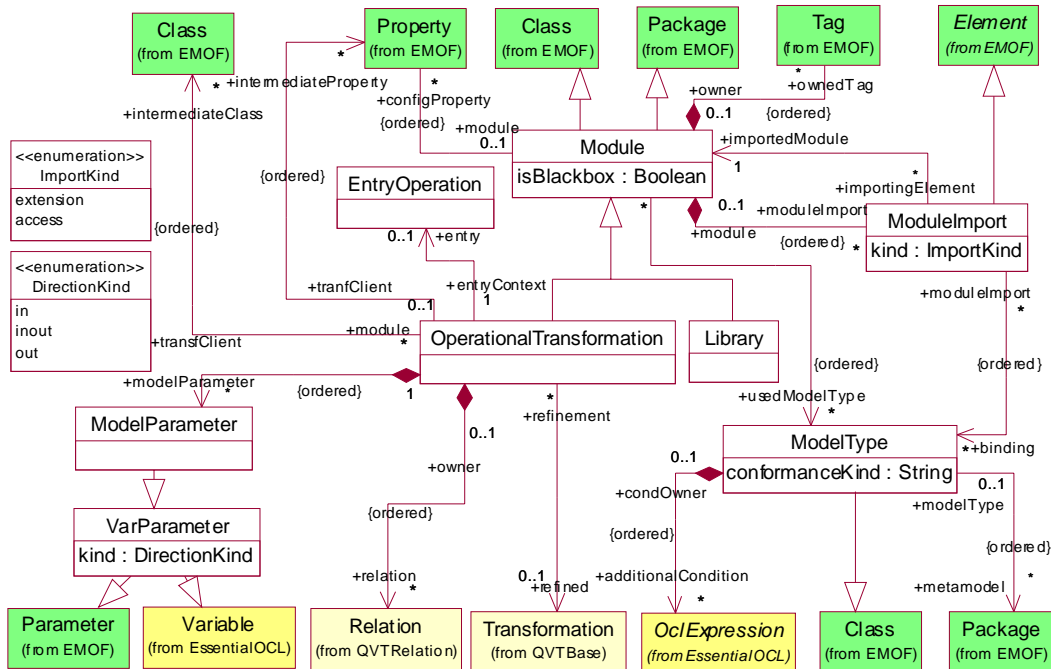 Class
(from EMOF)
Property
(from EMOF)
Class
(from EMOF)
Package
(from EMOF)
Tag
(from EMOF)
Element
(from EMOF)
*
+intermediateProperty
*
*
+configProperty
{ordered}
+owner
0..1
*
+ownedTag
{ordered}
+intermediateClass
+module
0..1
Module
isBlackbox : Boolean
+importedModule
1
<<enumeration>>
ImportKind
extension
access
{ordered}
EntryOperation
*
+importingElement
*
0..1
+module
+moduleImport
{ordered}
*
ModuleImport
kind : ImportKind
{ordered}
0..1
+entry
<<enumeration>>
DirectionKind
in
inout
out
+tranfClient
0..1
+entryContext
1
+moduleImport
*
+transfClient
+module
*
OperationalTransformation
Library
{ordered}
{ordered}
+modelParameter
*
{ordered}
1
*
+refinement
+usedModelType
*
ModelParameter
0..1
+owner
ModelType
conformanceKind : String
*
+binding
0..1
+condOwner
0..1
+modelType
VarParameter
kind : DirectionKind
{ordered}
{ordered}
{ordered}
+relation
*
0..1
+refined
+additionalCondition
*
+metamodel
*
Parameter
(from EMOF)
Variable
(from EssentialOCL)
Relation
(from QVTRelation)
Transformation
(from QVTBase)
OclExpression
(from EssentialOCL)
Class
(from EMOF)
Package
(from EMOF)